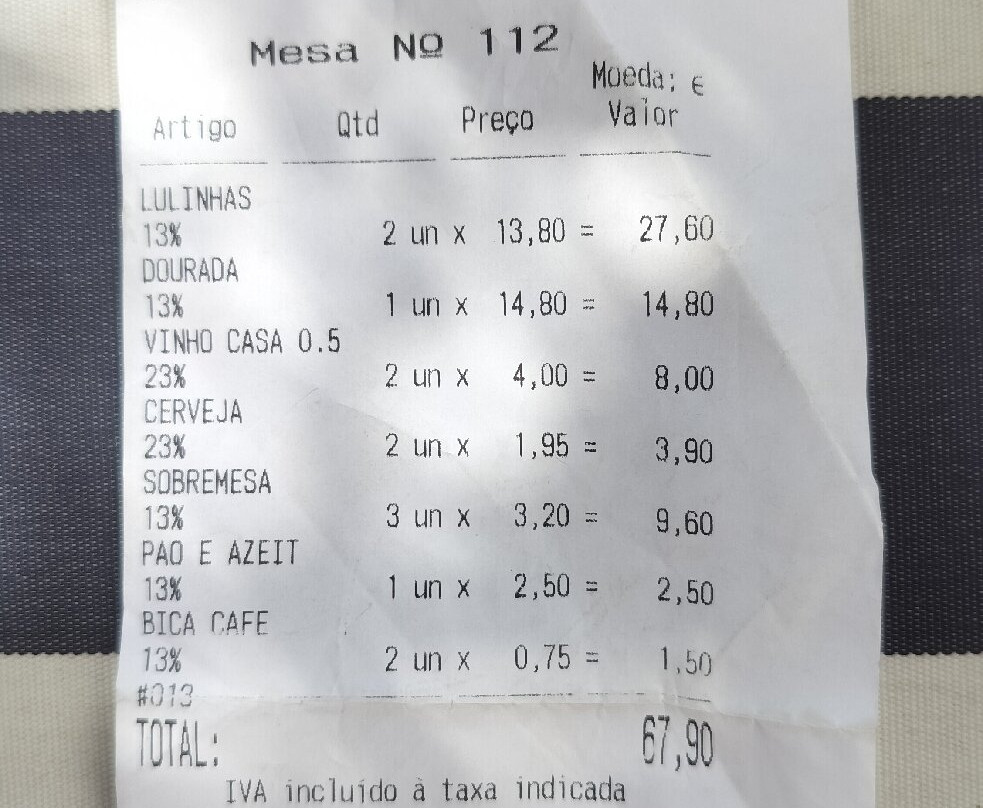 Mesa Nº 112
Moeda: €
Artigo Qtd Preço Valor
LULINHAS
13% 2 un x 13,80 = 27,60
DOURADA
13% 1 un x 14,80 = 14,80
VINHO CASA 0.5
23% 2 un x 4,00 = 8,00
CERVEJA
23% 2 un x 1,95 = 3,90
SOBREMESA
13% 3 un x 3,20 = 9,60
PAO E AZEIT
13% 1 un x 2,50 = 2,50
BICA CAFE
13% 2 un x 0,75 = 1,50
#013
TOTAL: 67,90
IVA incluído à taxa indicada